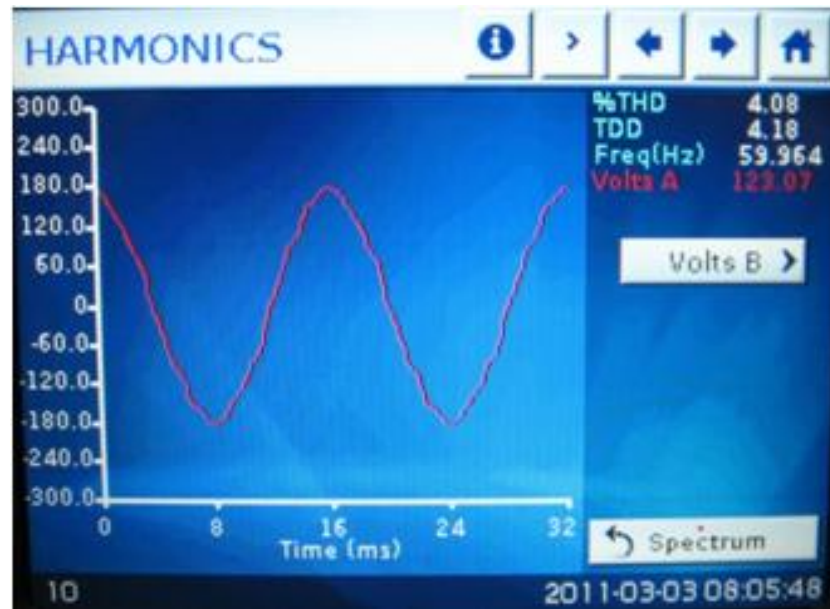 HARMONICS
300.0
240.0
180.0
120.0
60.0
0
-60.0
-120.0
-180.0
-240.0
-300.0
0 8 16 24 32
Time (ms)
%THD 4.08
TDD 4.18
Freq(Hz) 59.964
Volts A 123.07
Volts B >
Spectrum
10
2011-03-03 08:05:48